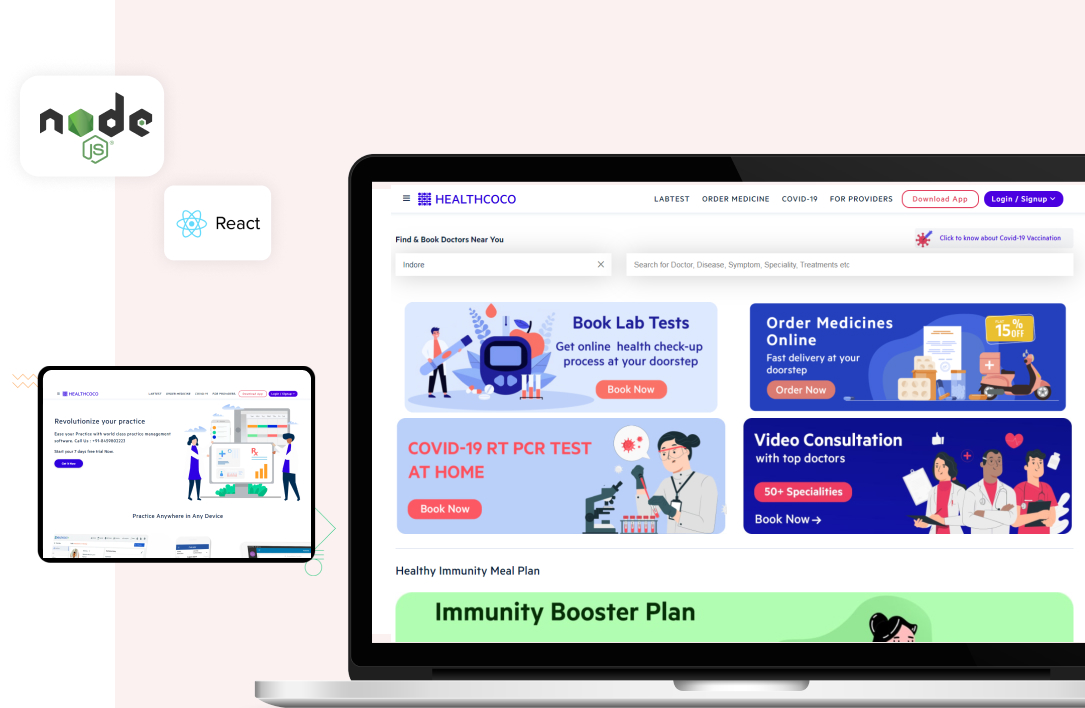 node
JS
React
HEALTHCOCO
LABTEST ORDER MEDICINE COVID-19 FOR PROVIDERS Download App Login / Signup
Find & Book Doctors Near You
Click to know about Covid-19 Vaccination
Indore
Search for Doctor, Disease, Symptom, Speciality, Treatments etc
Book Lab Tests
Get online health check-up
process at your doorstep
Book Now
Order Medicines
Online
Fast delivery at your
doorstep
Order Now
15% OFF
COVID-19 RT PCR TEST
AT HOME
Book Now
Video Consultation
with top doctors
50+ Specialities
Book Now
Healthy Immunity Meal Plan
Immunity Booster Plan
HEALTHCOCO
LABTEST ORDER MEDICINE COVID-19 FOR PROVIDERS Download App Login / Signup
Revolutionize your practice
Ease your Practice with world class practice management
software. Call Us : +91-8459802223
Start your 7 days free trial Now.
Get it Now
Rx
Practice Anywhere in Any Device